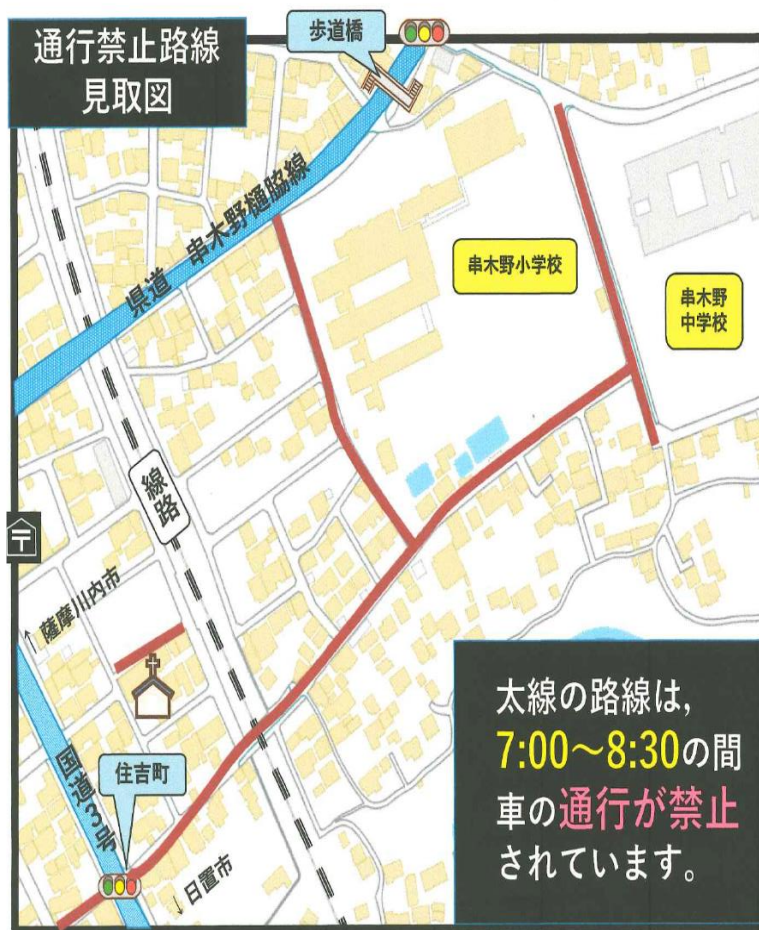 通行禁止路線
見取図
歩道橋
県道 串木野樋脇線
串木野小学校
串木野
中学校
線路
〒
↑ 薩摩川内市
国道3号
住吉町
↓ 日置市
太線の路線は,
7:00～8:30の間
車の通行が禁止
されています。